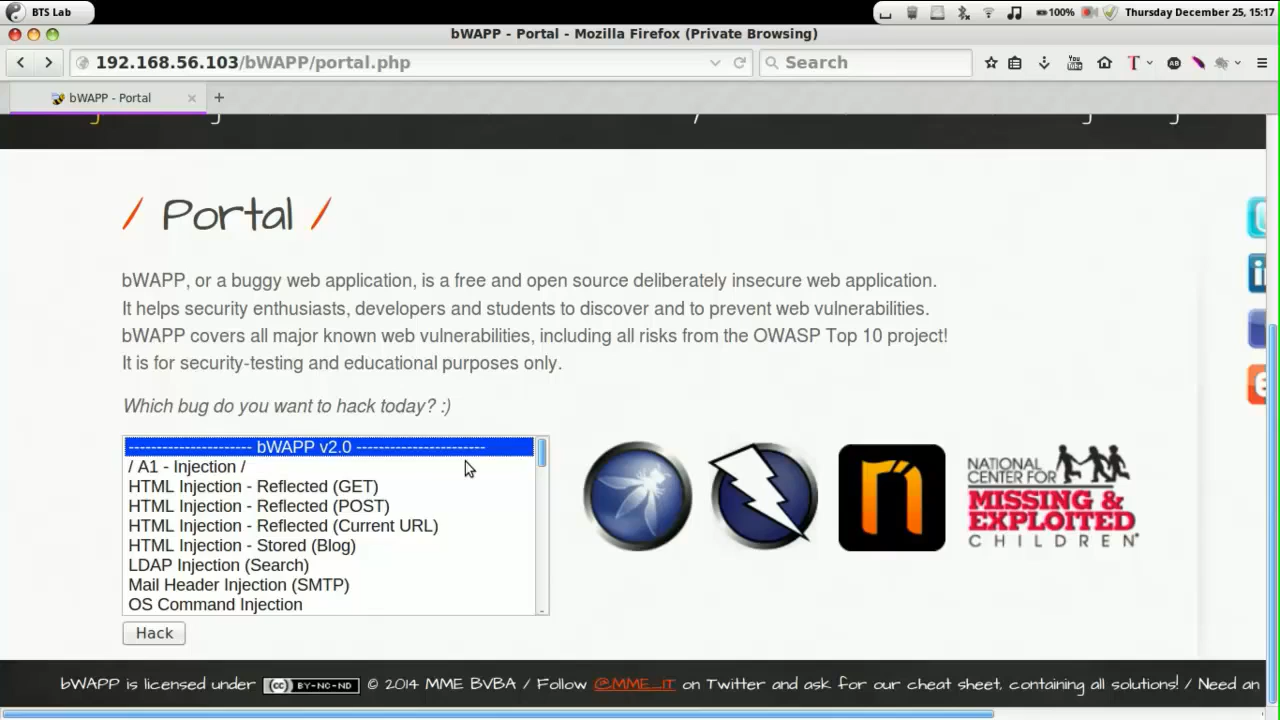 BTS Lab
100%
Thursday December 25, 15:17
bWAPP - Portal - Mozilla Firefox (Private Browsing)
192.168.56.103/bWAPP/portal.php
Search
You Tube
T
AB
bWAPP - Portal
/ Portal /
bWAPP, or a buggy web application, is a free and open source deliberately insecure web application.
It helps security enthusiasts, developers and students to discover and to prevent web vulnerabilities.
bWAPP covers all major known web vulnerabilities, including all risks from the OWASP Top 10 project!
It is for security-testing and educational purposes only.
Which bug do you want to hack today? :)
---------------------- bWAPP v2.0 -----------------------
/ A1 - Injection /
HTML Injection - Reflected (GET)
HTML Injection - Reflected (POST)
HTML Injection - Reflected (Current URL)
HTML Injection - Stored (Blog)
LDAP Injection (Search)
Mail Header Injection (SMTP)
OS Command Injection
NATIONAL CENTER FOR
MISSING &
EXPLOITED
CHILDREN
Hack
bWAPP is licensed under cc BY-NC-ND © 2014 MME BVBA / Follow @MME_IT on Twitter and ask for our cheat sheet, containing all solutions! / Need an